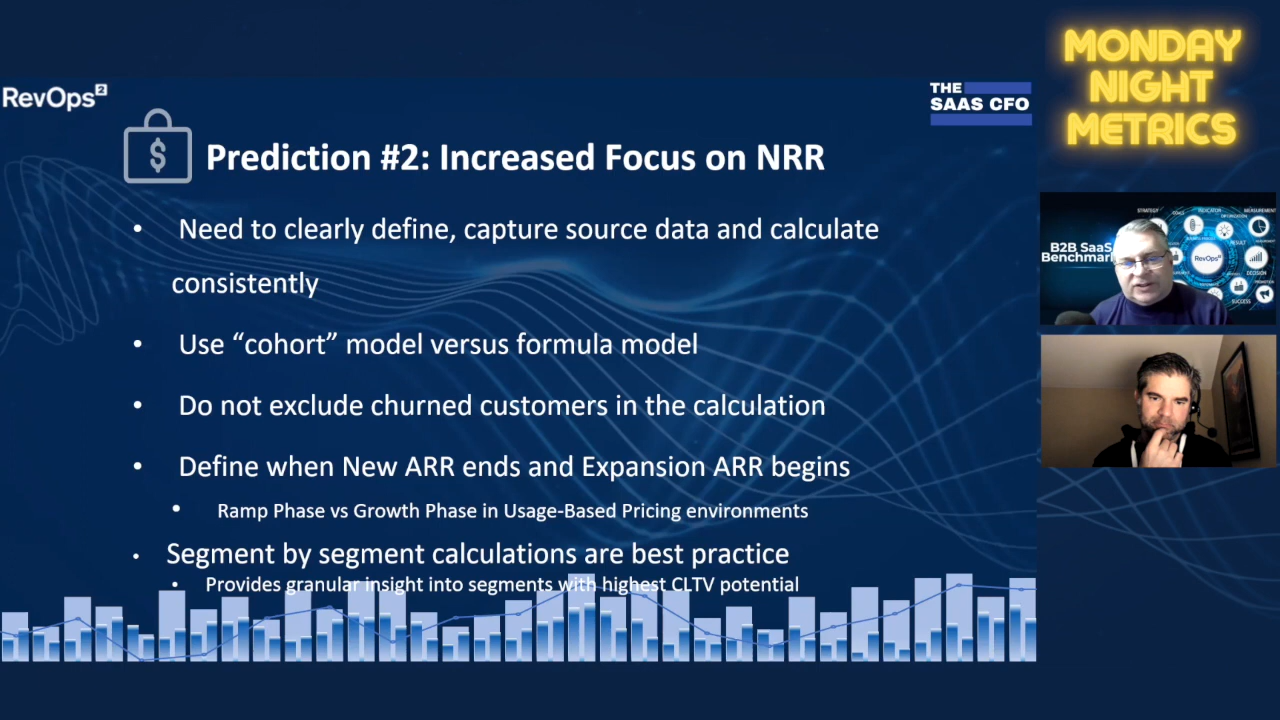 RevOps2
THE
SAAS CFO
MONDAY
NIGHT
METRICS
$
Prediction #2: Increased Focus on NRR
• Need to clearly define, capture source data and calculate
consistently
• Use “cohort” model versus formula model
• Do not exclude churned customers in the calculation
• Define when New ARR ends and Expansion ARR begins
• Ramp Phase vs Growth Phase in Usage-Based Pricing environments
• Segment by segment calculations are best practice
• Provides granular insight into segments with highest CLTV potential
B2B SaaS
STRATEGY
INDICATOR
MEASUREMENT
RESULT
RevOps
DECISION
SUCCESS